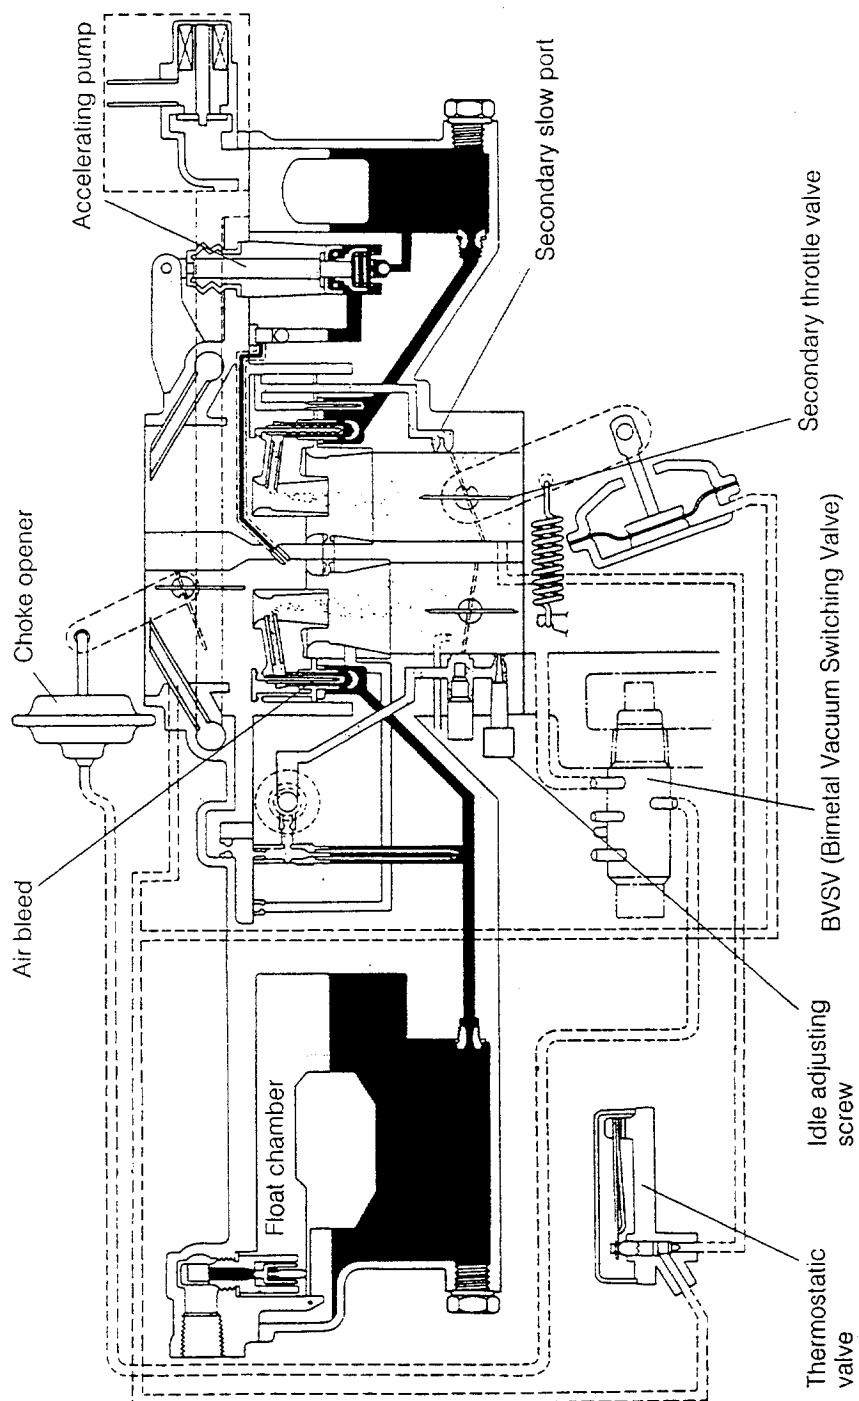 Accelerating pump
Secondary slow port
Secondary throttle valve
Choke opener
BVSV (Bimetal Vacuum Switching Valve)
Air bleed
Idle adjusting
screw
Float chamber
Thermostatic
valve